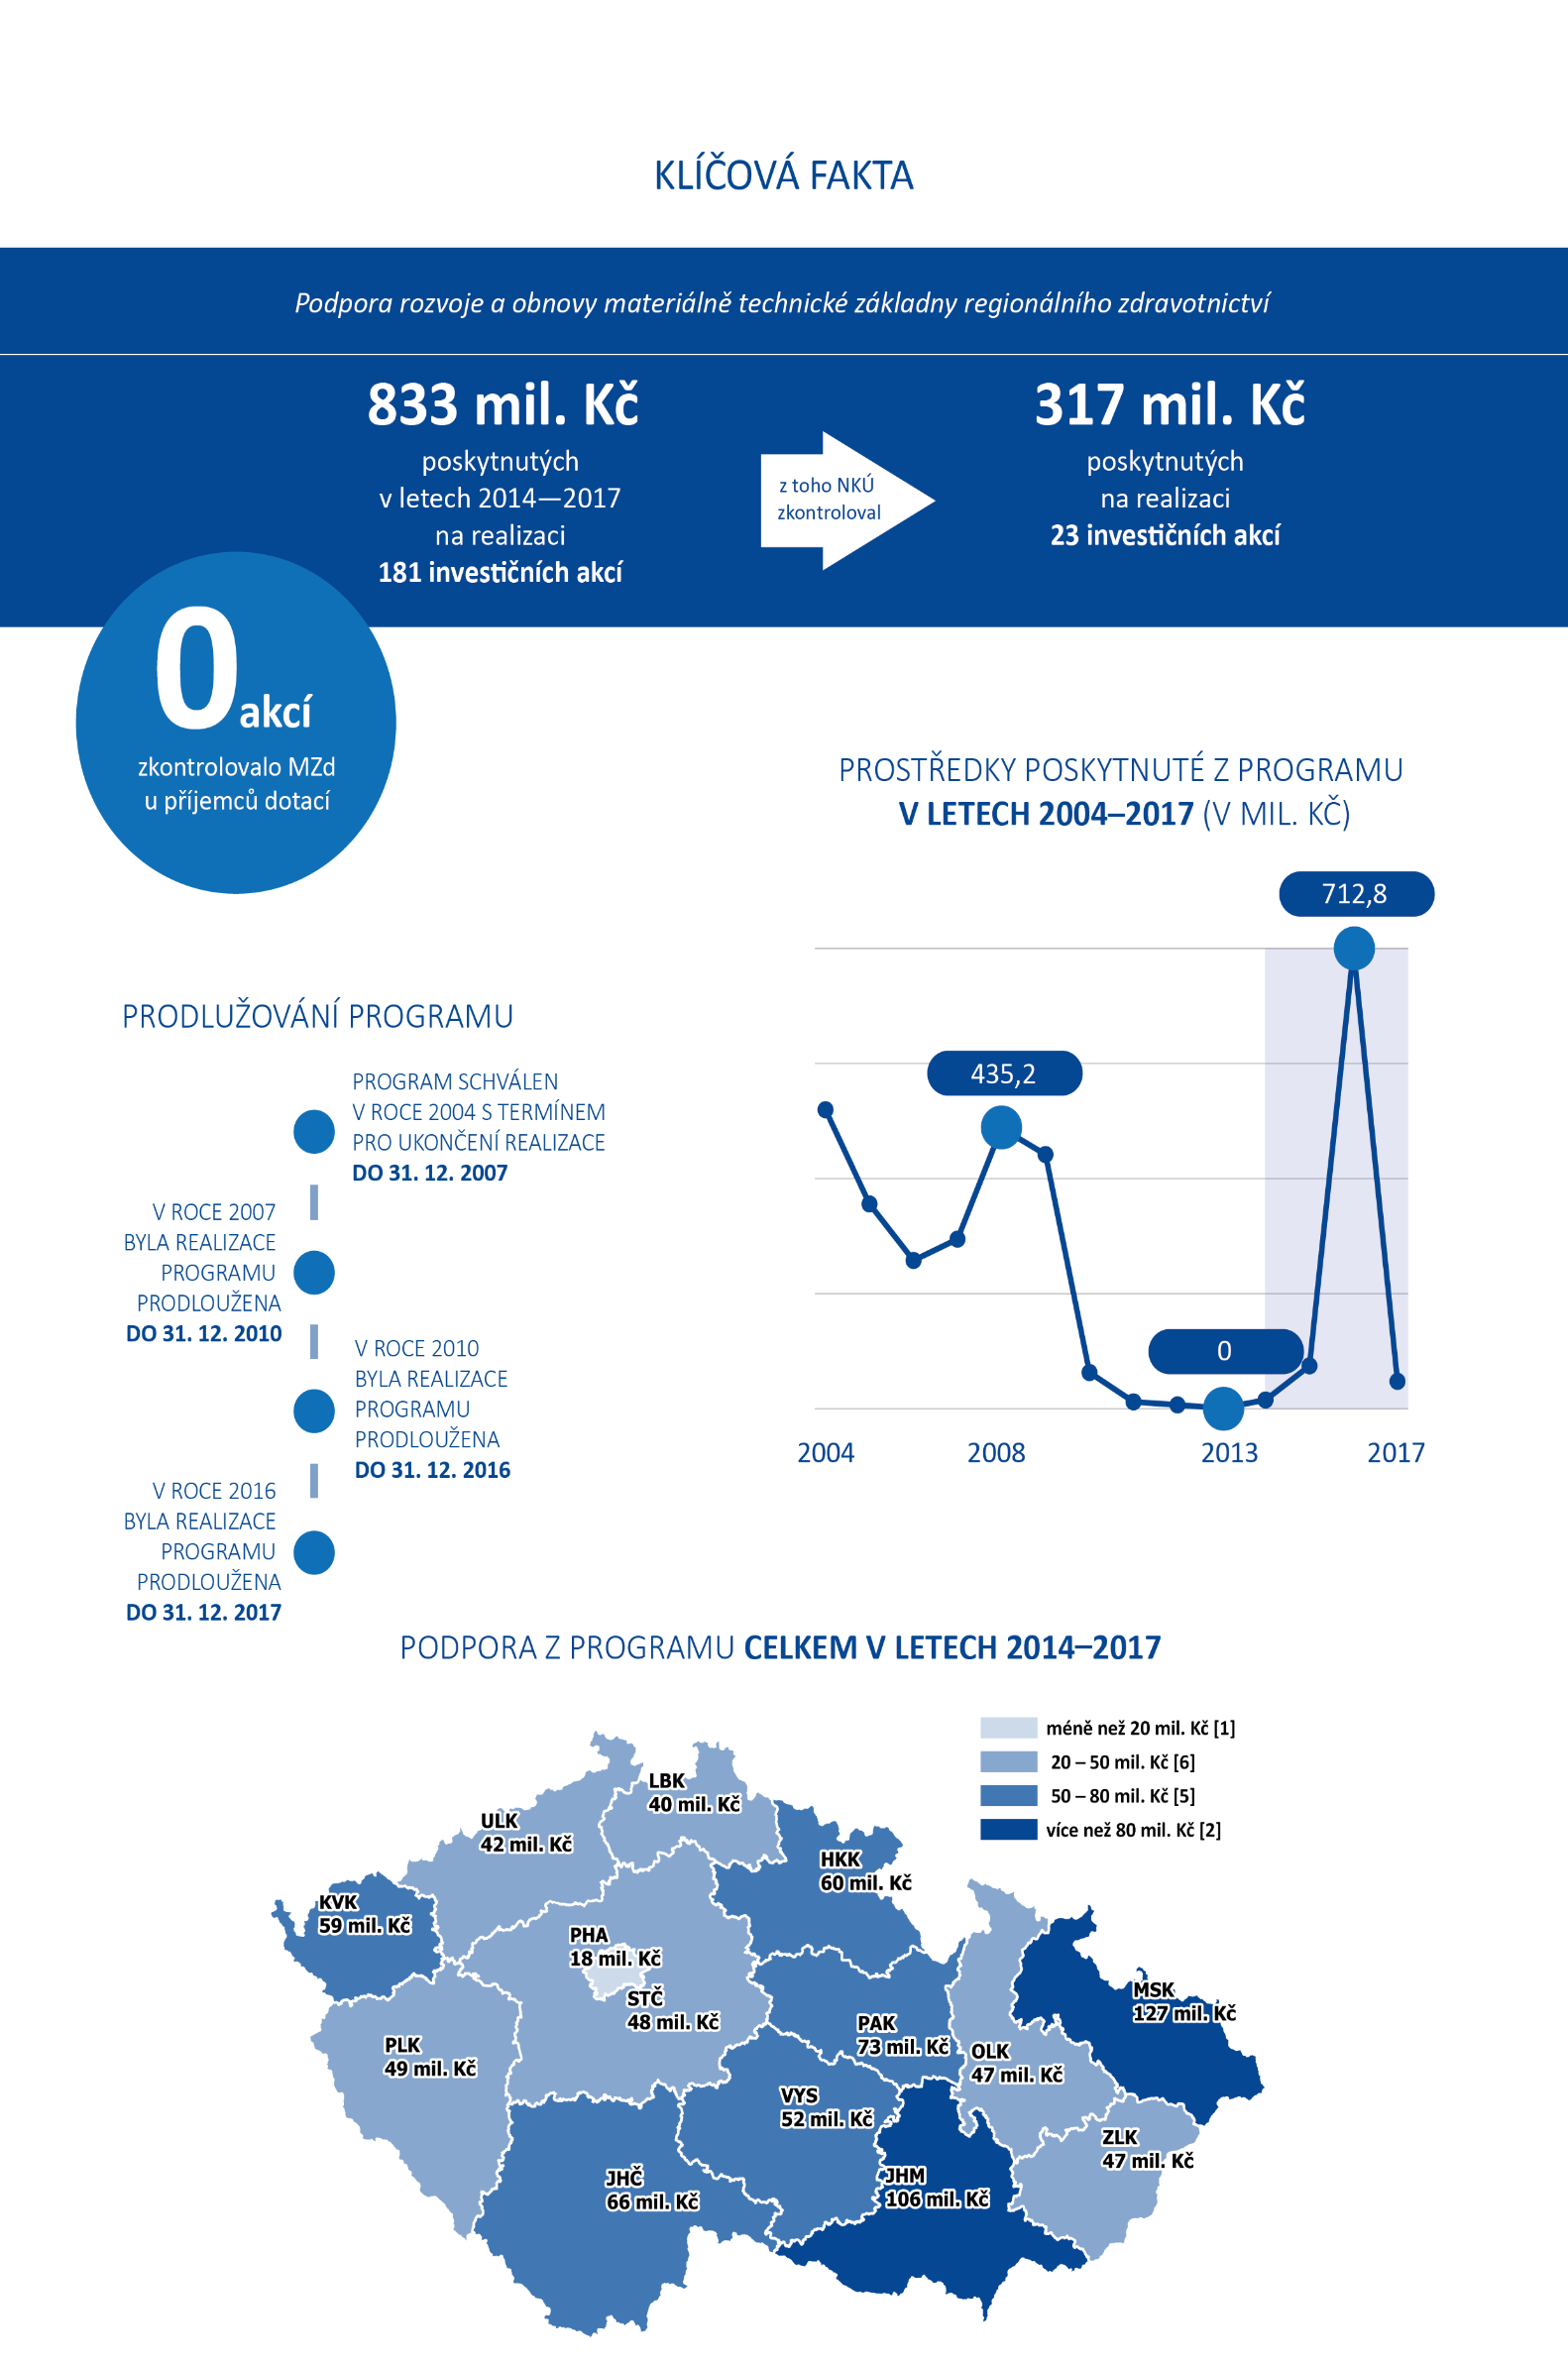 KLÍČOVÁ FAKTA
Podpora rozvoje a obnovy materiálně technické základny regionálního zdravotnictví
833 mil. Kč
poskytnutých
v letech 2014—2017
na realizaci
181 investičních akcí
z toho NKÚ
zkontroloval
317 mil. Kč
poskytnutých
na realizaci
23 investičních akcí
0 akcí
zkontrolovalo MZd
u příjemců dotací
PROSTŘEDKY POSKYTNUTÉ Z PROGRAMU
V LETECH 2004–2017 (V MIL. KČ)
712,8
435,2
0
2004 2008 2013 2017
PRODLUŽOVÁNÍ PROGRAMU
PROGRAM SCHVÁLEN
V ROCE 2004 S TERMÍNEM
PRO UKONČENÍ REALIZACE
DO 31. 12. 2007
V ROCE 2007
BYLA REALIZACE
PROGRAMU
PRODLOUŽENA
DO 31. 12. 2010
V ROCE 2010
BYLA REALIZACE
PROGRAMU
PRODLOUŽENA
DO 31. 12. 2016
V ROCE 2016
BYLA REALIZACE
PROGRAMU
PRODLOUŽENA
DO 31. 12. 2017
PODPORA Z PROGRAMU CELKEM V LETECH 2014–2017
méně než 20 mil. Kč [1]
20 – 50 mil. Kč [6]
50 – 80 mil. Kč [5]
více než 80 mil. Kč [2]
LBK
40 mil. Kč
ULK
42 mil. Kč
HKK
60 mil. Kč
KVK
59 mil. Kč
PHA
18 mil. Kč
STČ
48 mil. Kč
MSK
127 mil. Kč
PAK
73 mil. Kč
PLK
49 mil. Kč
OLK
47 mil. Kč
VYS
52 mil. Kč
ZLK
47 mil. Kč
JHČ
66 mil. Kč
JHM
106 mil. Kč